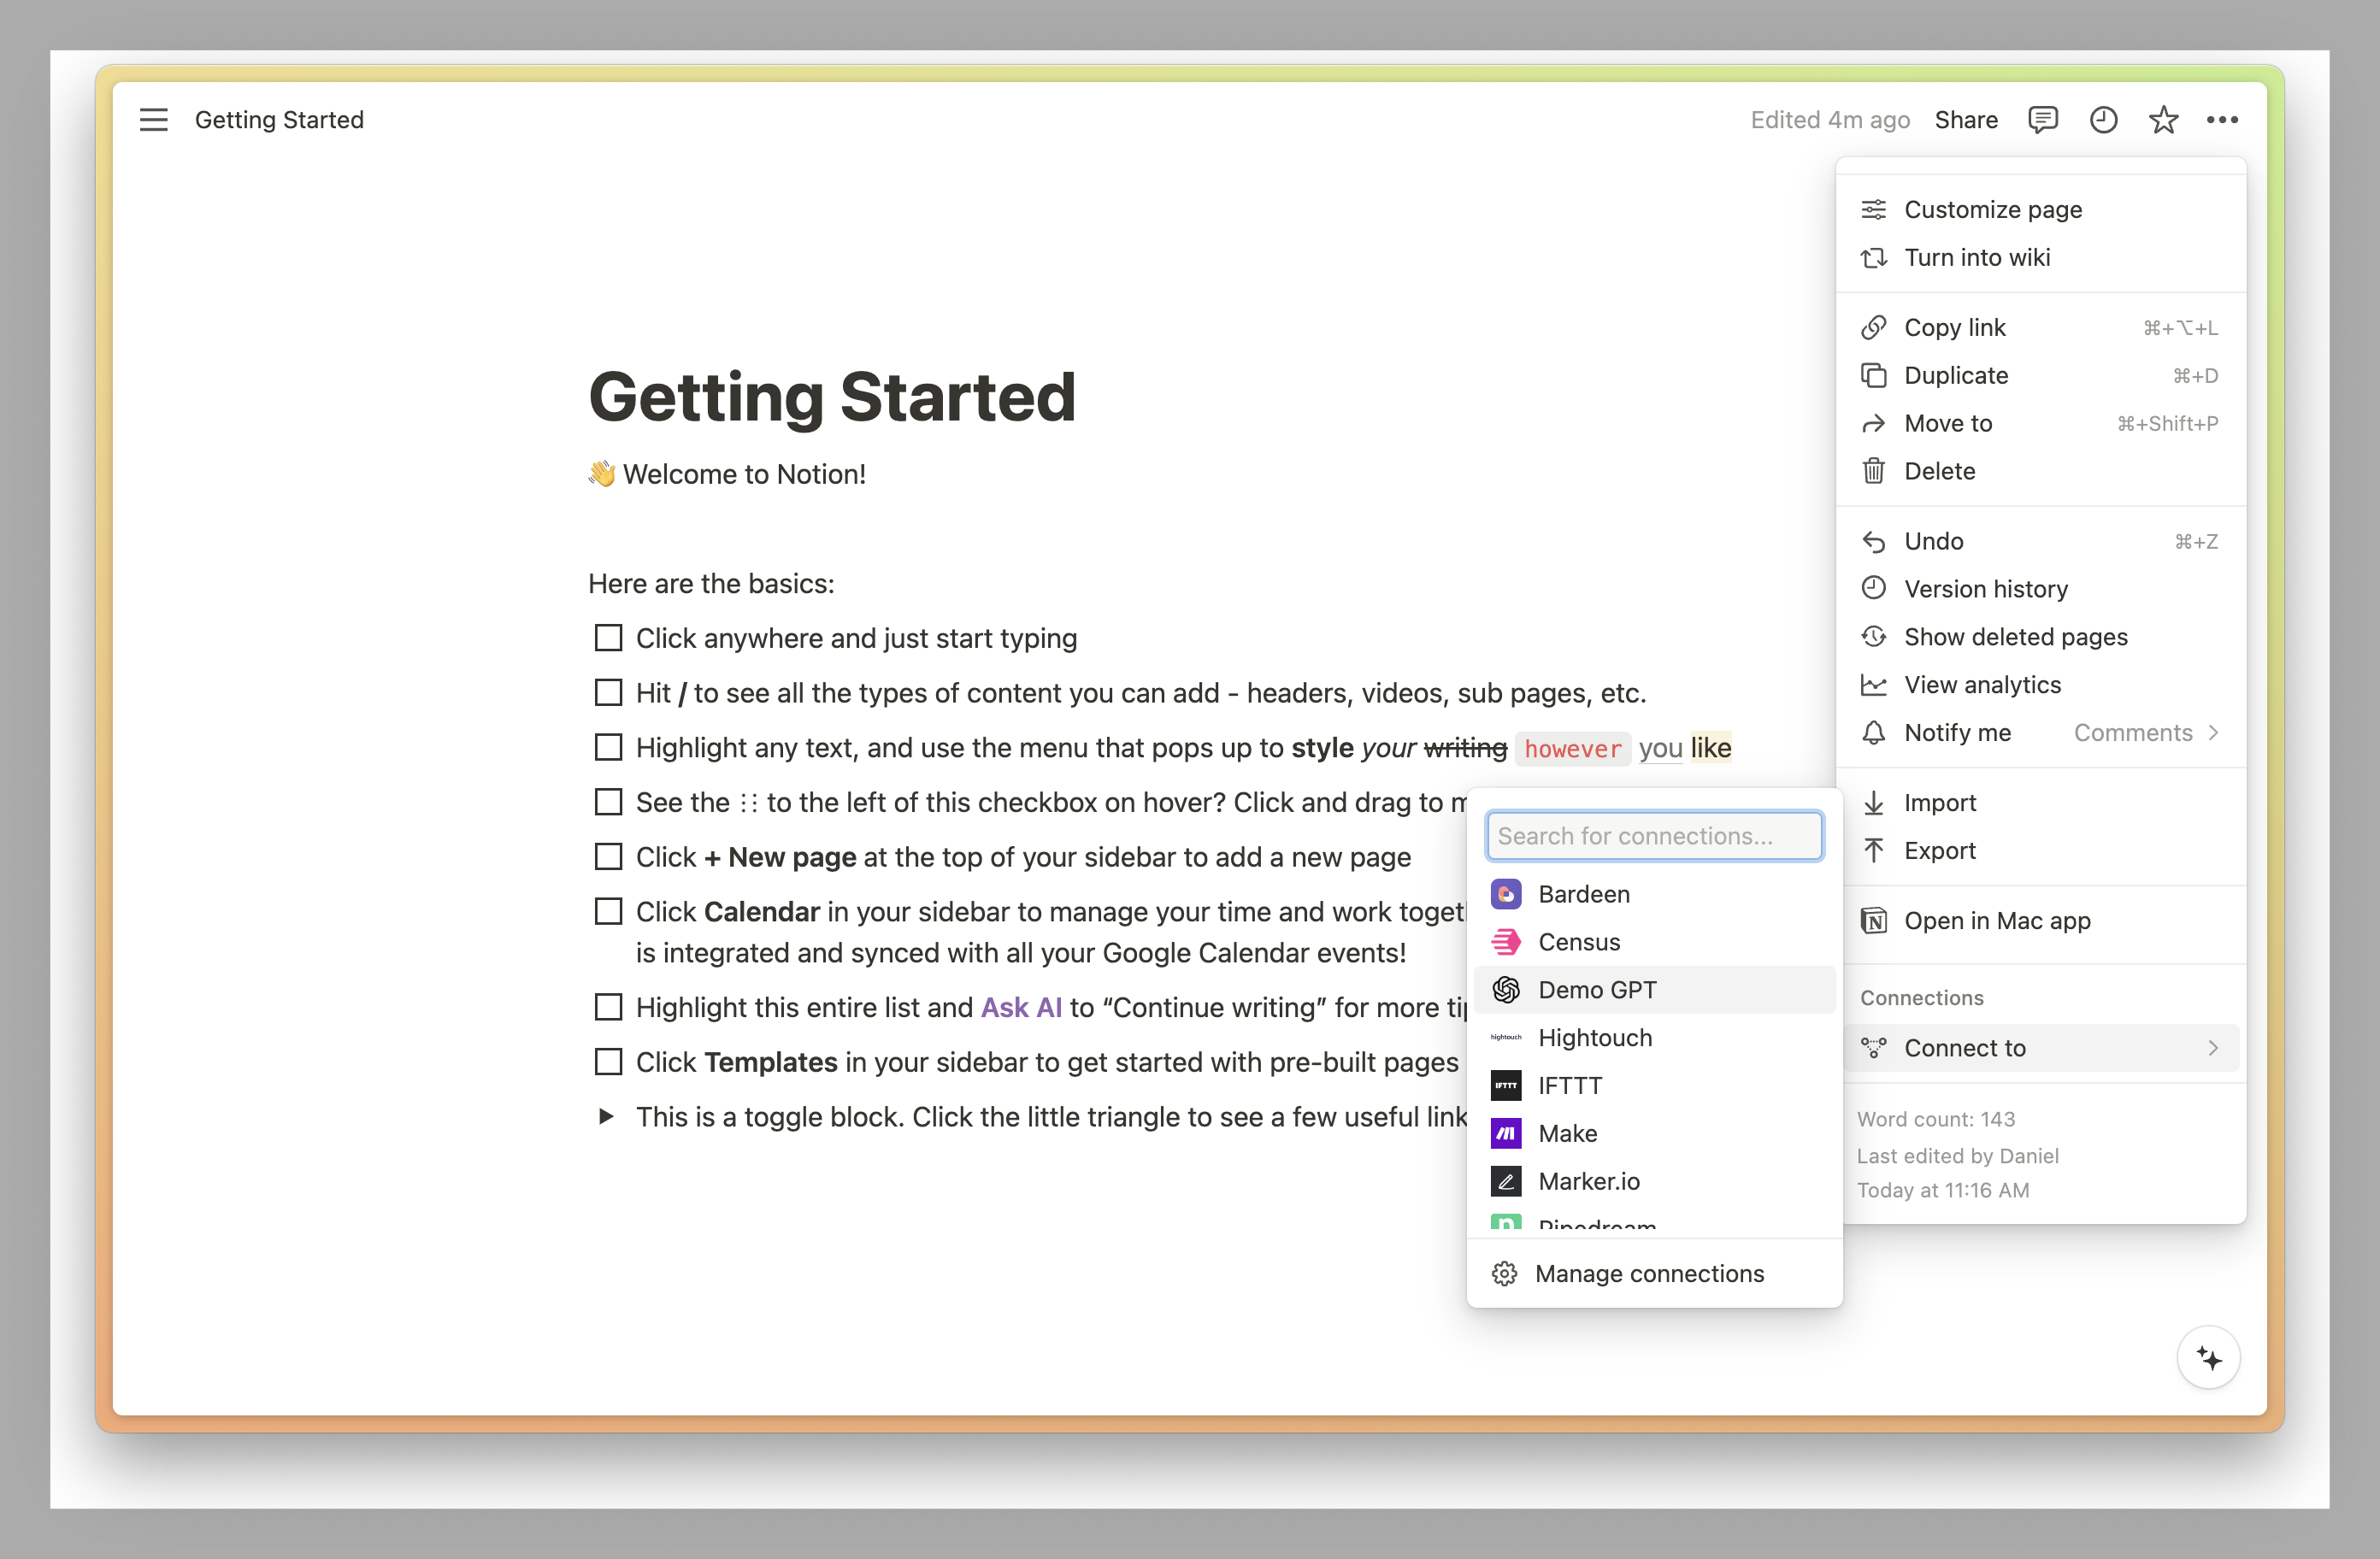 Getting Started
Edited 4m ago Share
Getting Started
👋 Welcome to Notion!
Here are the basics:
Click anywhere and just start typing
Hit / to see all the types of content you can add - headers, videos, sub pages, etc.
Highlight any text, and use the menu that pops up to style your writing however you like
See the ⋮⋮ to the left of this checkbox on hover? Click and drag to
Click + New page at the top of your sidebar to add a new page
Click Calendar in your sidebar to manage your time and work
is integrated and synced with all your Google Calendar events!
Highlight this entire list and Ask AI to “Continue writing” for more
Click Templates in your sidebar to get started with pre-built pages
This is a toggle block. Click the little triangle to see a few useful
Customize page
Turn into wiki
Copy link ⌘+⌥+L
Duplicate ⌘+D
Move to ⌘+Shift+P
Delete
Undo ⌘+Z
Version history
Show deleted pages
View analytics
Notify me Comments
Import
Export
Open in Mac app
Connections
Connect to
Word count: 143
Last edited by Daniel
Today at 11:16 AM
Search for connections...
Bardeen
Census
Demo GPT
hightouch Hightouch
IFTTT IFTTT
Make
Marker.io
Pipedream
Manage connections